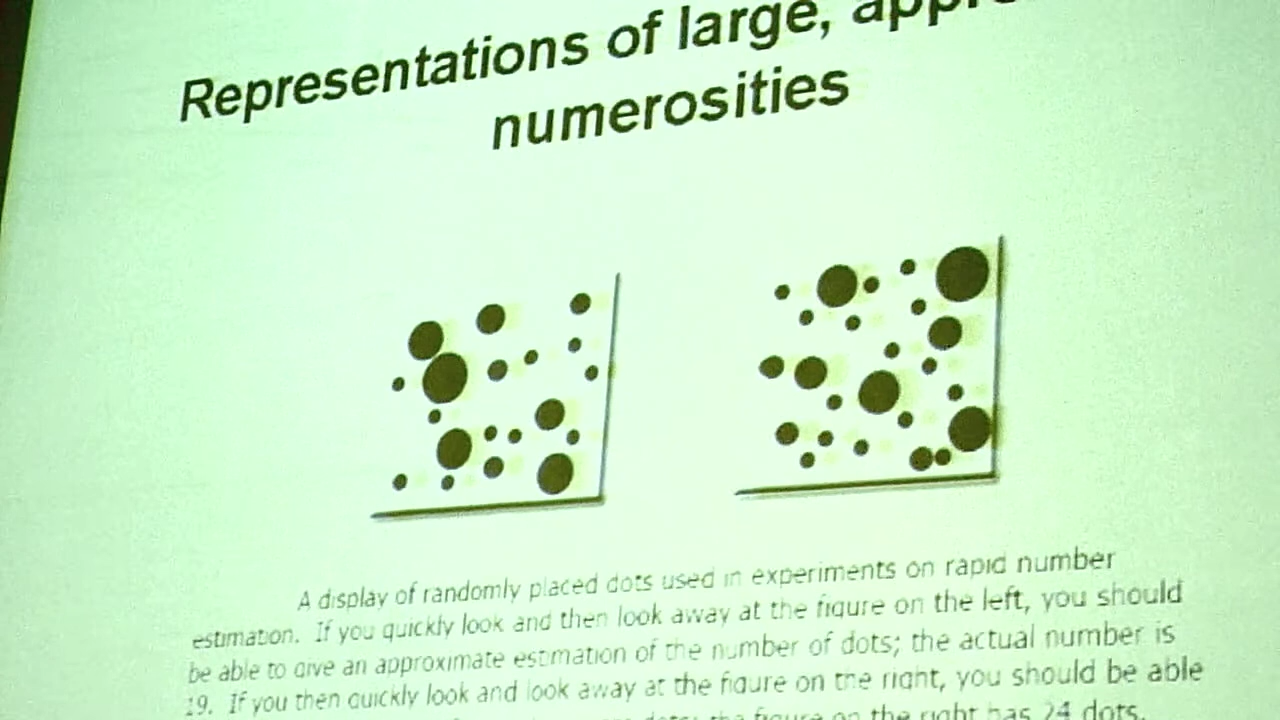 Representations of large,
numerosities
A display of randomly placed dots used in experiments on rapid number
estimation. If you quickly look and then look away at the figure on the left, you should
be able to give an approximate estimation of the number of dots; the actual number is
19. If you then quickly look and look away at the figure on the right, you should be able
the figure on the right has 24 dots.